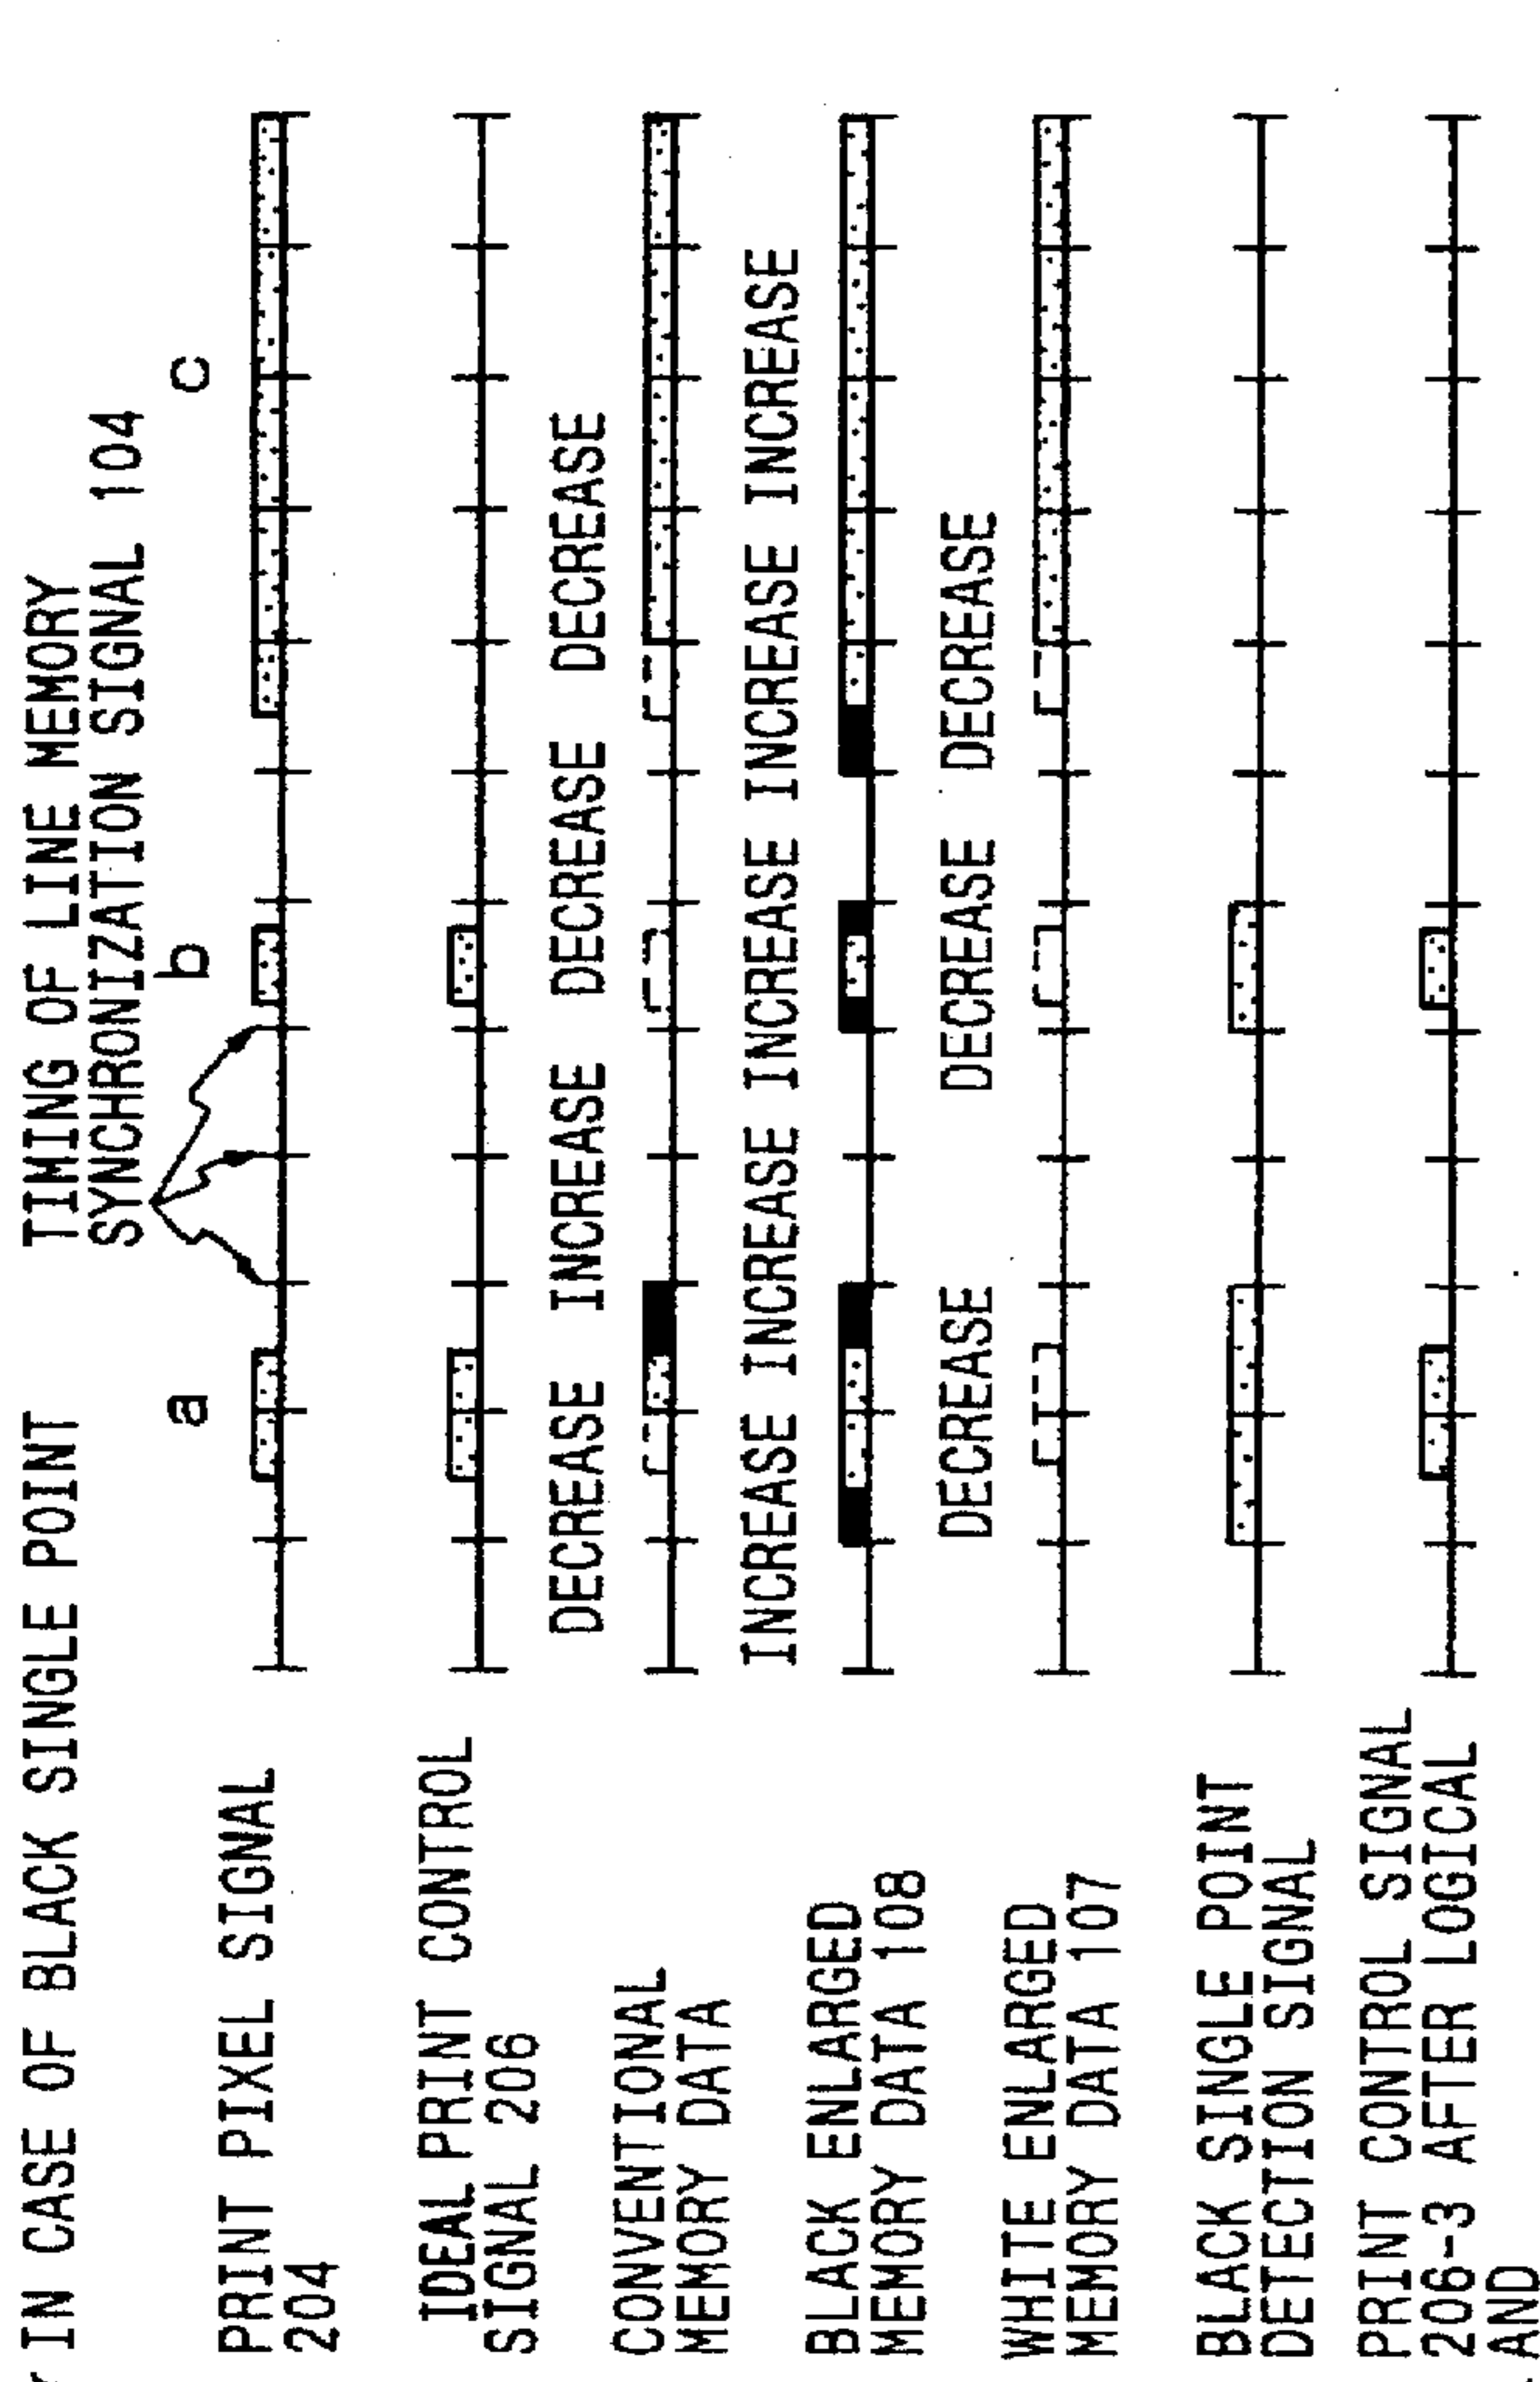 IN CASE OF BLACK SINGLE POINT
TIMING OF LINE MEMORY
SYNCHRONIZATION SIGNAL 104
a b c
PRINT PIXEL SIGNAL
204
IDEAL PRINT CONTROL
SIGNAL 206
DECREASE INCREASE DECREASE DECREASE DECREASE
CONVENTIONAL
MEMORY DATA
INCREASE INCREASE INCREASE INCREASE INCREASE INCREASE
BLACK ENLARGED
MEMORY DATA 108
DECREASE DECREASE DECREASE DECREASE
WHITE ENLARGED
MEMORY DATA 107
BLACK SINGLE POINT
DETECTION SIGNAL
PRINT CONTROL SIGNAL
206-3 AFTER LOGICAL
AND